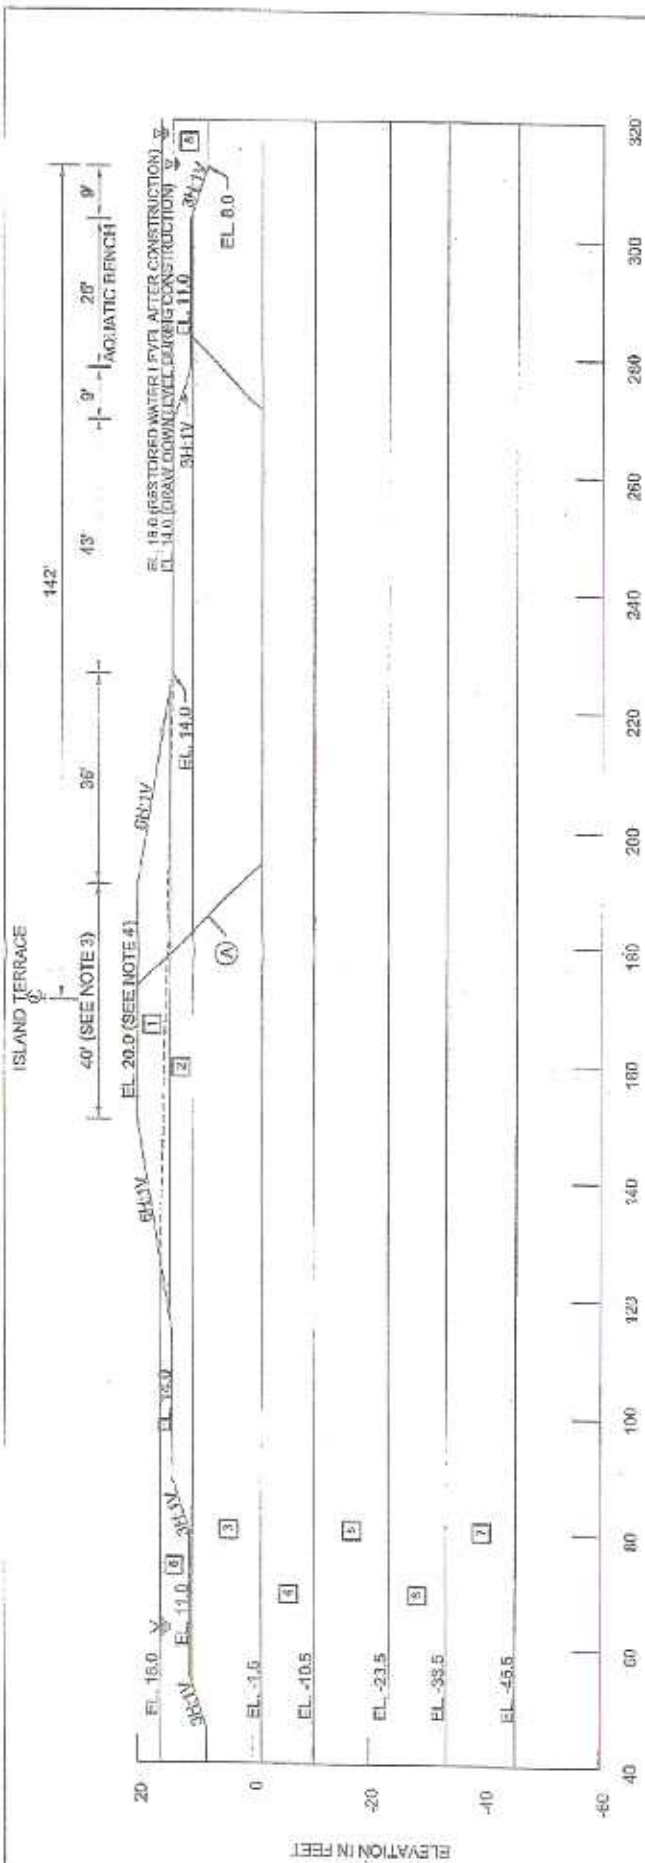 ISLAND TERRACE
142'
40' (SEE NOTE 3)
36'
43'
9'
26'
9'
AQUATIC BENCH
EL. 20.0 (SEE NOTE 4)
EL. 16.0 (RESTORED WATER LEVEL AFTER CONSTRUCTION)
EL. 14.0 (DRAW DOWN LEVEL DURING CONSTRUCTION)
6H:1V
6H:1V
1
2
A
EL. 14.0
3H:1V
EL. 11.0
3H:1V
8
EL. 8.0
EL. 16.0
EL. 11.0
3H:1V
3H:1V
EL. 14.0
3
4
5
7
EL. -1.5
EL. -10.5
EL. -23.5
EL. -33.5
EL. -45.5
20
0
-20
-40
-60
ELEVATION IN FEET
40
60
80
100
120
140
160
180
200
220
240
260
280
300
320